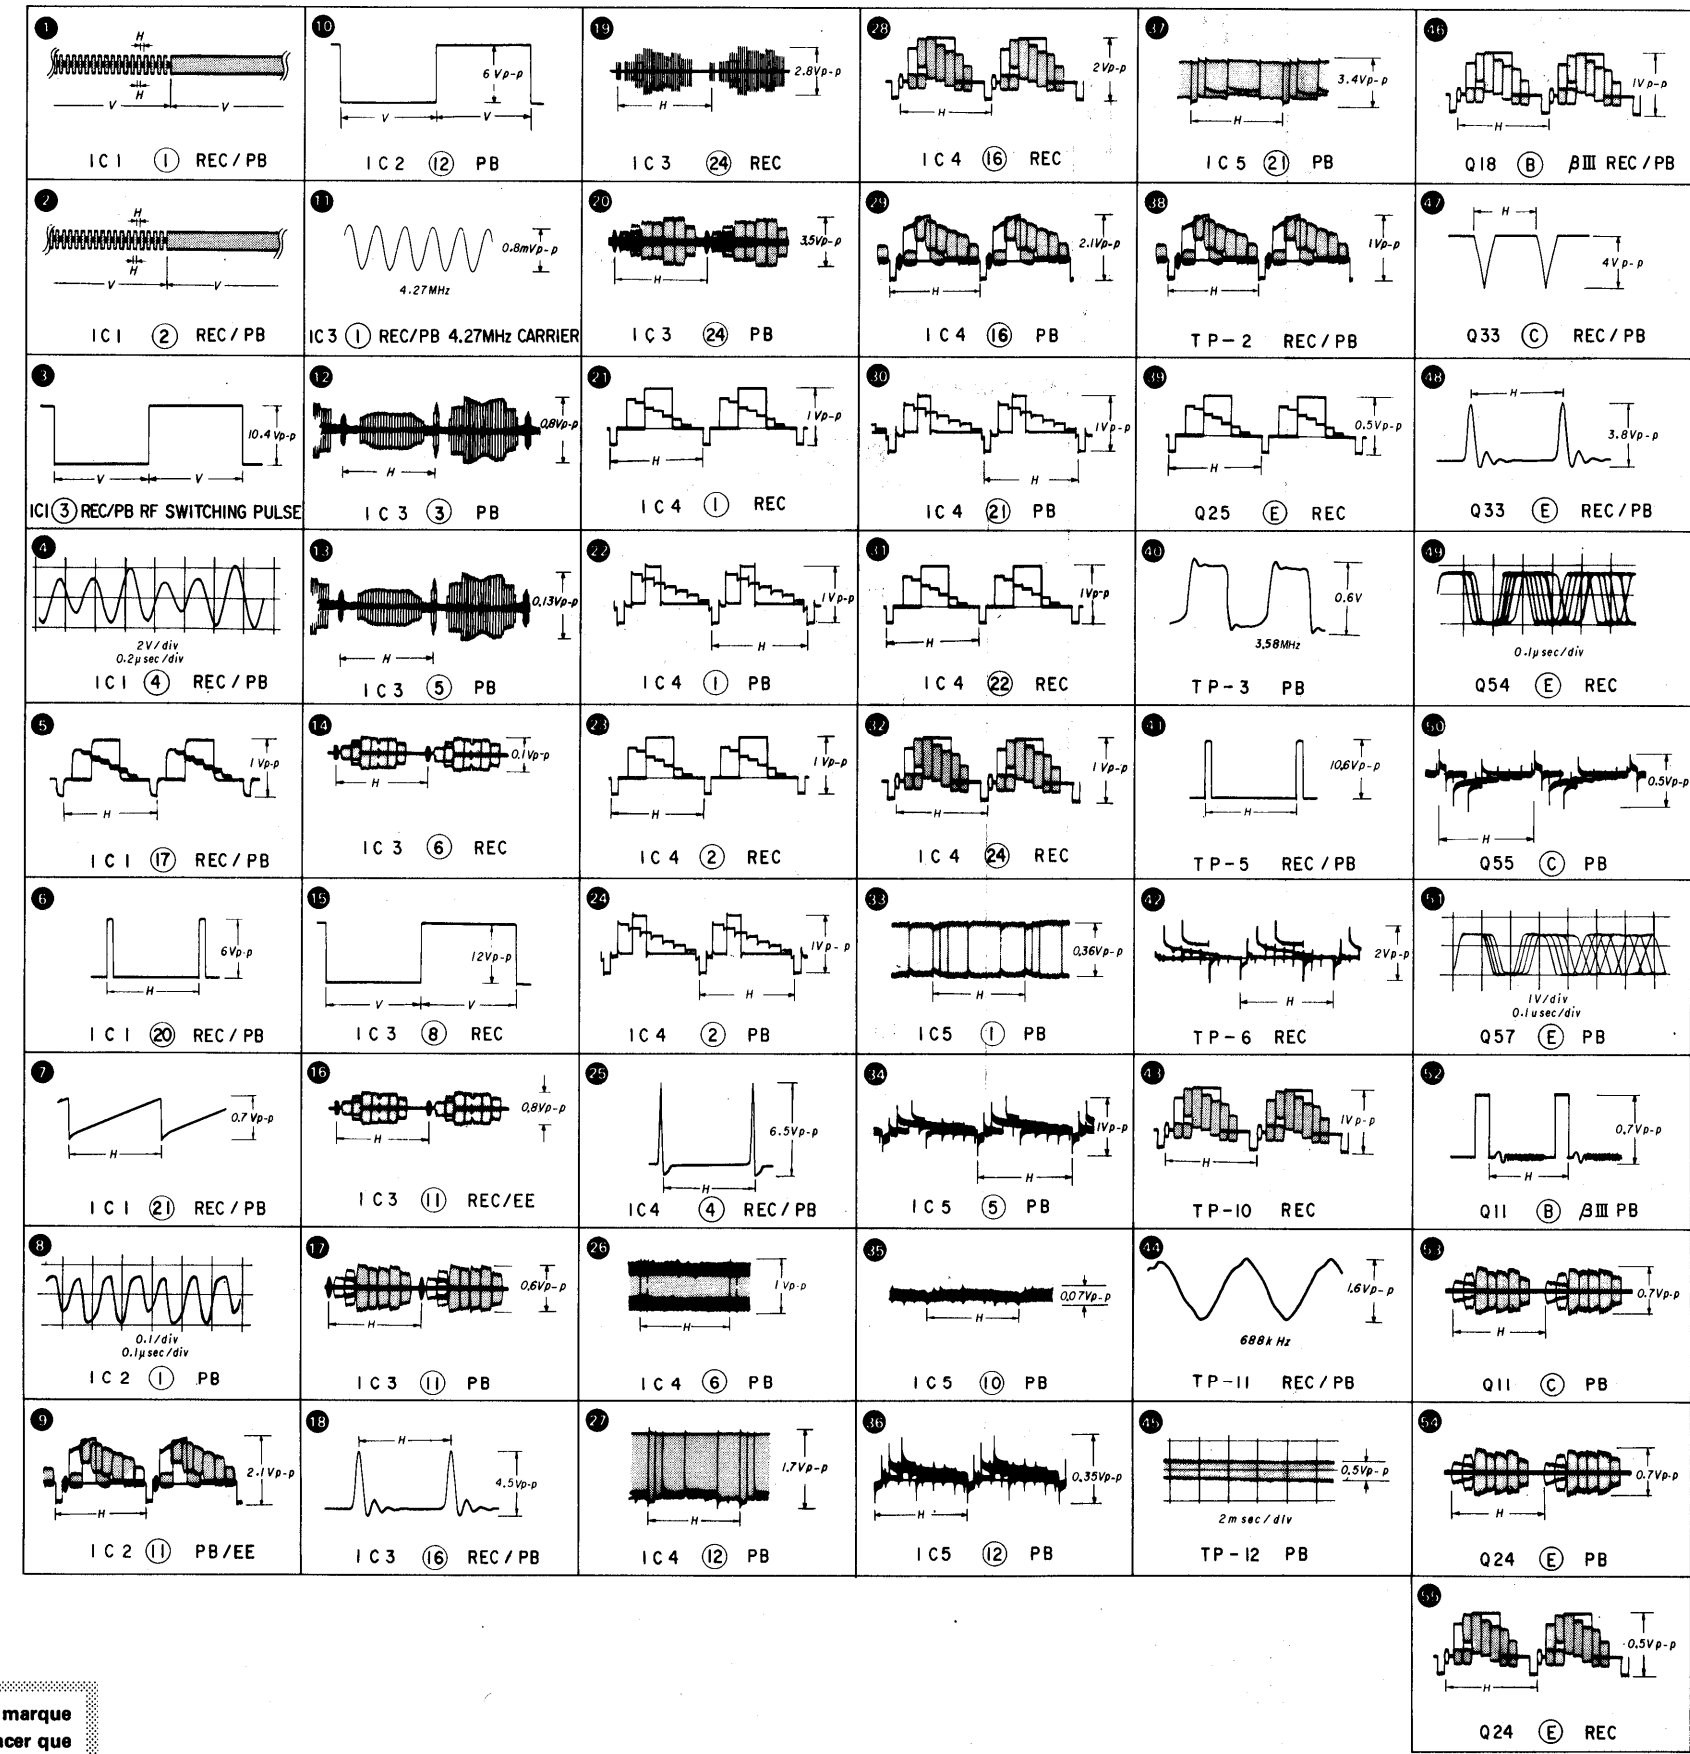 1
H
H
V V
IC1 1 REC/PB
10
6 Vp-p
V V
IC2 12 PB
19
2.8Vp-p
H
IC3 24 REC
28
2Vp-p
H
IC4 16 REC
37
3.4Vp-p
H
IC5 21 PB
46
1Vp-p
H
Q18 B βIII REC/PB
2
H
H
V V
IC1 2 REC/PB
11
0.8mVp-p
4.27MHz
IC3 1 REC/PB 4.27MHz CARRIER
20
3.5Vp-p
H
IC3 24 PB
29
2.1Vp-p
H
IC4 16 PB
38
1Vp-p
H
TP-2 REC/PB
47
H
4Vp-p
Q33 C REC/PB
3
10.4Vp-p
V V
IC1 3 REC/PB RF SWITCHING PULSE
12
0.8Vp-p
H
IC3 3 PB
21
1Vp-p
H
IC4 1 REC
30
1Vp-p
H
IC4 21 PB
39
0.5Vp-p
H
Q25 E REC
48
H
3.8Vp-p
Q33 E REC/PB
4
2V/div
0.2μsec/div
IC1 4 REC/PB
13
0.13Vp-p
H
IC3 5 PB
22
1Vp-p
H
IC4 1 PB
31
1Vp-p
H
IC4 22 REC
40
0.6V
3.58MHz
TP-3 PB
49
0.1μsec/div
Q54 E REC
5
1Vp-p
H
IC1 17 REC/PB
14
0.1Vp-p
H
IC3 6 REC
23
1Vp-p
H
IC4 2 REC
32
1Vp-p
H
IC4 24 REC
41
10.6Vp-p
H
TP-5 REC/PB
50
0.5Vp-p
H
Q55 C PB
6
6Vp-p
H
IC1 20 REC/PB
15
12Vp-p
V V
IC3 8 REC
24
1Vp-p
H
IC4 2 PB
33
0.36Vp-p
H
IC5 1 PB
42
2Vp-p
H
TP-6 REC
51
1V/div
0.1usec/div
Q57 E PB
7
0.7Vp-p
H
IC1 21 REC/PB
16
0.8Vp-p
H
IC3 11 REC/EE
25
6.5Vp-p
H
IC4 4 REC/PB
34
1Vp-p
H
IC5 5 PB
43
1Vp-p
H
TP-10 REC
52
0.7Vp-p
H
Q11 B βIII PB
8
0.1/div
0.1μsec/div
IC2 1 PB
17
0.6Vp-p
H
IC3 11 PB
26
1Vp-p
H
IC4 6 PB
35
0.07Vp-p
H
IC5 10 PB
44
1.6Vp-p
688kHz
TP-11 REC/PB
53
0.7Vp-p
H
Q11 C PB
9
2.1Vp-p
H
IC2 11 PB/EE
18
H
4.5Vp-p
IC3 16 REC/PB
27
1.7Vp-p
H
IC4 12 PB
36
0.35Vp-p
H
IC5 12 PB
45
0.5Vp-p
2msec/div
TP-12 PB
54
0.7Vp-p
H
Q24 E PB
55
0.5Vp-p
H
Q24 E REC
marque
cer que